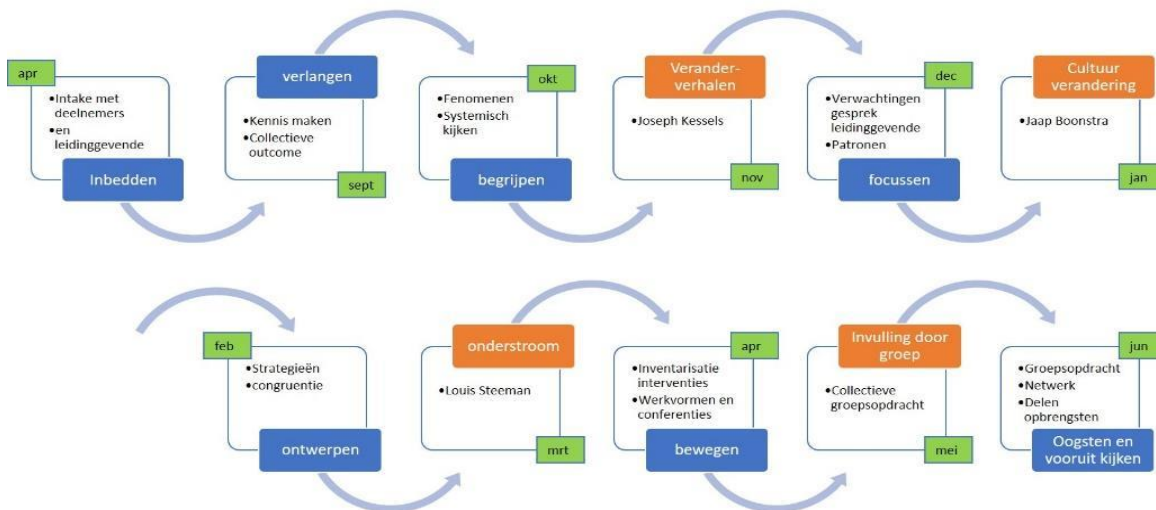 apr
•Intake met
deelnemers
•en
leidinggevende
Inbedden
verlangen
•Kennis maken
•Collectieve
outcome
sept
okt
•Fenomenen
•Systemisch
kijken
begrijpen
Verander-
verhalen
•Joseph Kessels
nov
dec
•Verwachtingen
gesprek
leidinggevende
•Patronen
focussen
Cultuur
verandering
•Jaap Boonstra
jan
feb
•Strategieën
•congruentie
ontwerpen
onderstroom
•Louis Steeman
mrt
apr
•Inventarisatie
interventies
•Werkvormen en
conferenties
bewegen
Invulling door
groep
•Collectieve
groepsopdracht
mei
jun
•Groepsopdracht
•Netwerk
•Delen
opbrengsten
Oogsten en
vooruit kijken